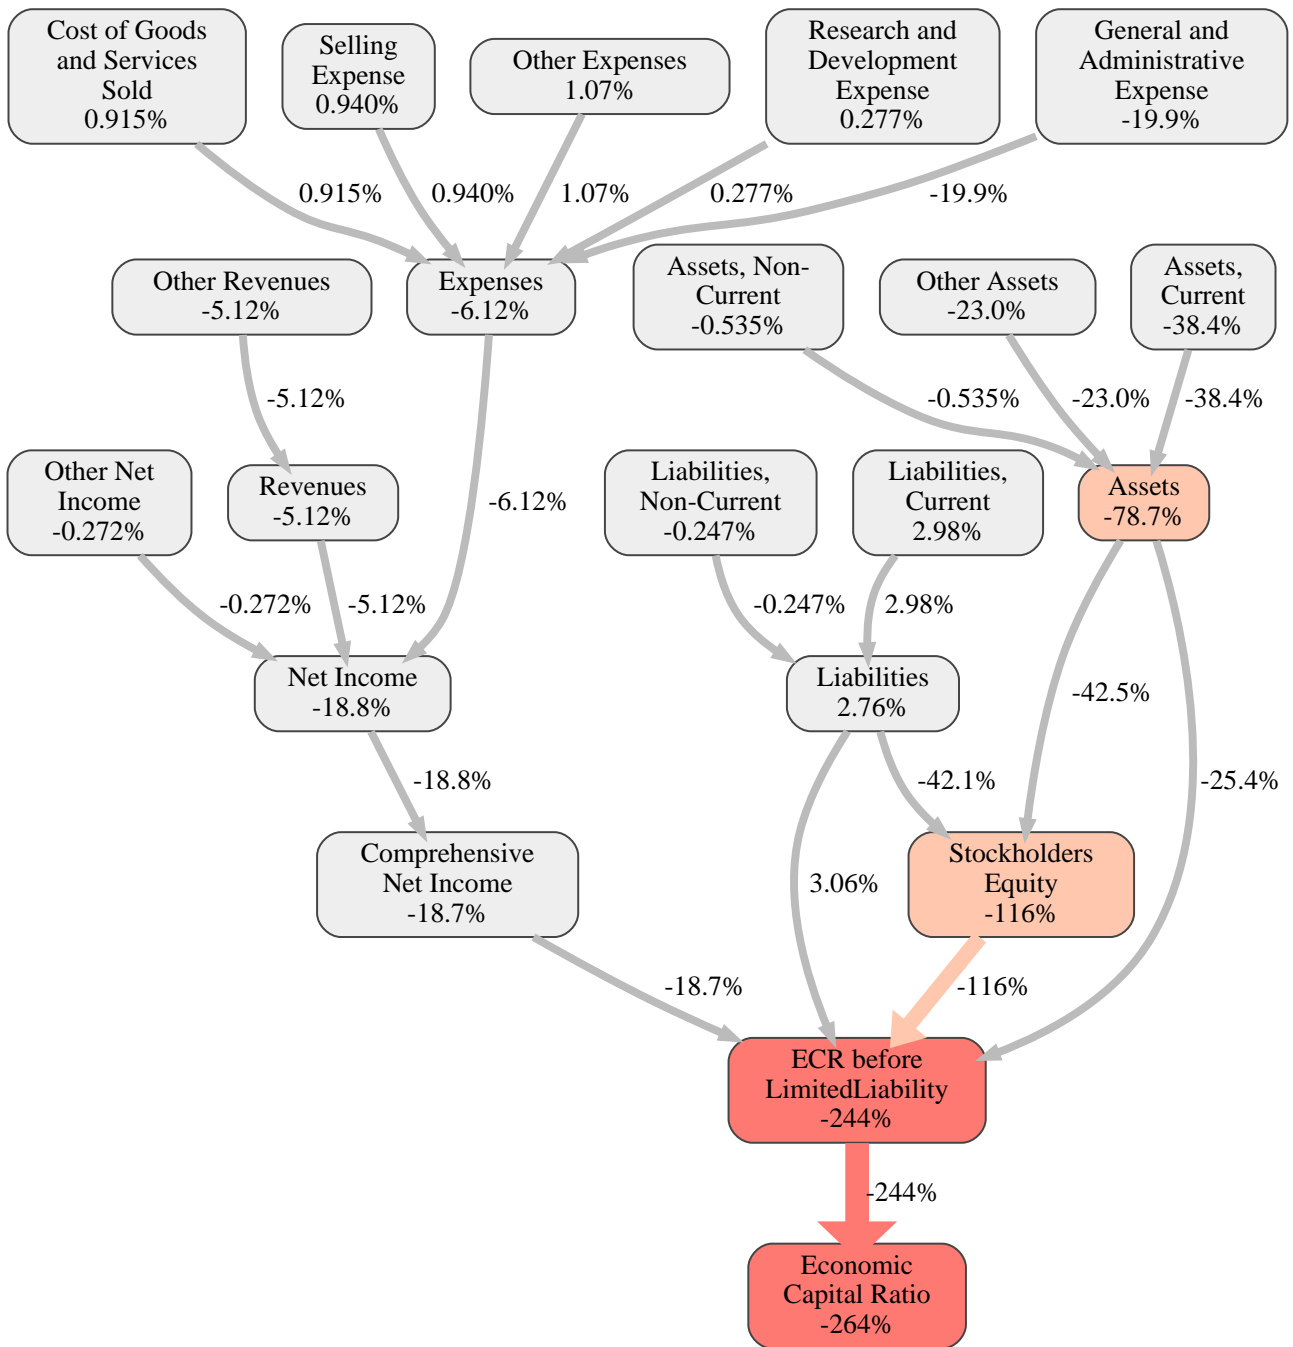 Cost of Goods
and Services
Sold
0.915%
Selling
Expense
0.940%
Other Expenses
1.07%
Research and
Development
Expense
0.277%
General and
Administrative
Expense
-19.9%
0.915%
0.940%
1.07%
0.277%
-19.9%
Other Revenues
-5.12%
Expenses
-6.12%
Assets, Non-
Current
-0.535%
Other Assets
-23.0%
Assets,
Current
-38.4%
-5.12%
-0.535%
-23.0%
-38.4%
Other Net
Income
-0.272%
Revenues
-5.12%
-6.12%
Liabilities,
Non-Current
-0.247%
Liabilities,
Current
2.98%
Assets
-78.7%
-0.272%
-5.12%
-0.247%
2.98%
Net Income
-18.8%
Liabilities
2.76%
-42.5%
-18.8%
-42.1%
-25.4%
Comprehensive
Net Income
-18.7%
3.06%
Stockholders
Equity
-116%
-18.7%
-116%
ECR before
LimitedLiability
-244%
-244%
Economic
Capital Ratio
-264%